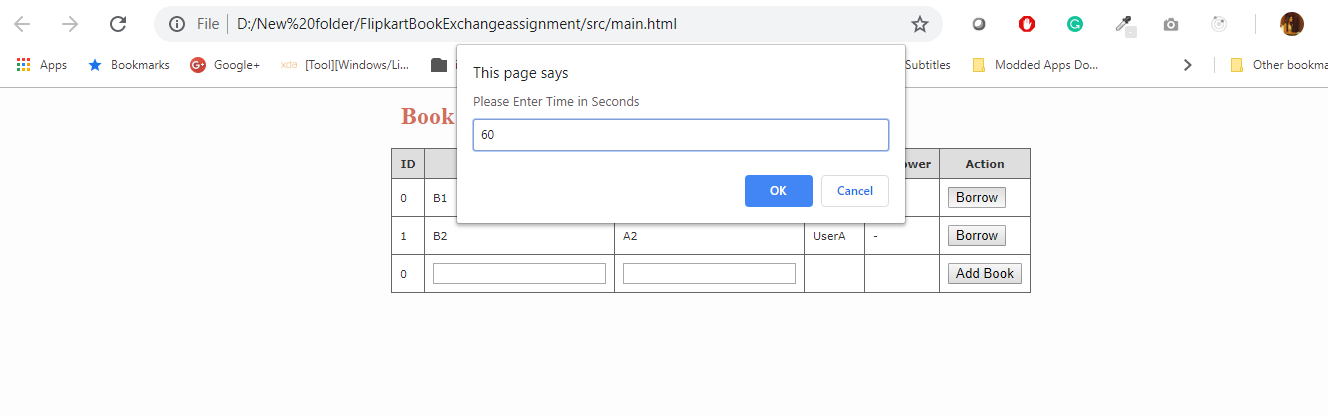 File D:/New%20folder/FlipkartBookExchangeassignment/src/main.html
Apps Bookmarks Google+ [Tool][Windows/Li... Subtitles Modded Apps Do... Other bookma
This page says
Please Enter Time in Seconds
60
OK Cancel
Book
ID ower Action
0 B1 Borrow
1 B2 A2 UserA - Borrow
0 Add Book